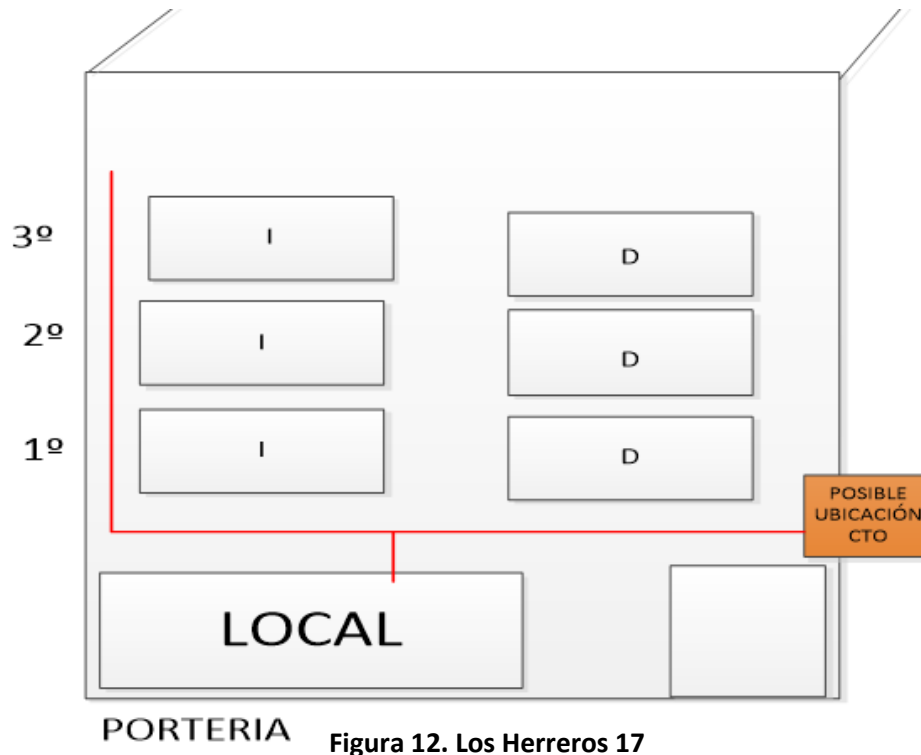 3º
I
D
2º
I
D
1º
I
D
POSIBLE
UBICACIÓN
CTO
LOCAL
PORTERIA
Figura 12. Los Herreros 17